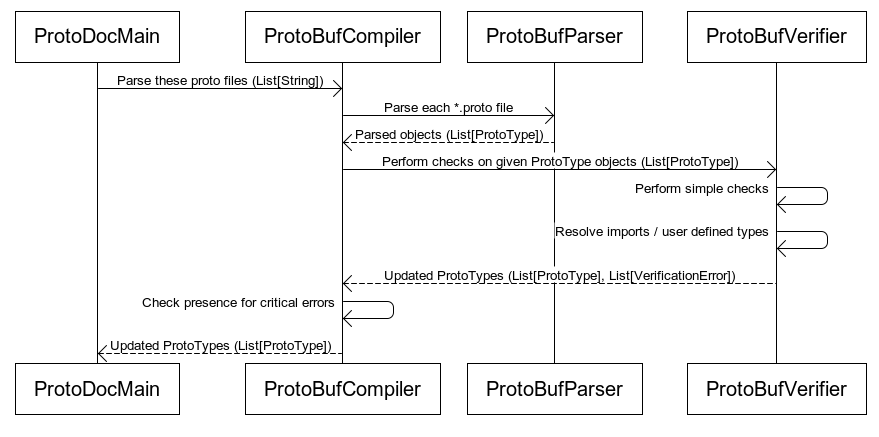 ProtoDocMain
ProtoBufCompiler
ProtoBufParser
ProtoBufVerifier
Parse these proto files (List[String])
Parse each *.proto file
Parsed objects (List[ProtoType])
Perform checks on given ProtoType objects (List[ProtoType])
Perform simple checks
Resolve imports / user defined types
Updated ProtoTypes (List[ProtoType], List[VerificationError])
Check presence for critical errors
Updated ProtoTypes (List[ProtoType])
ProtoDocMain
ProtoBufCompiler
ProtoBufParser
ProtoBufVerifier